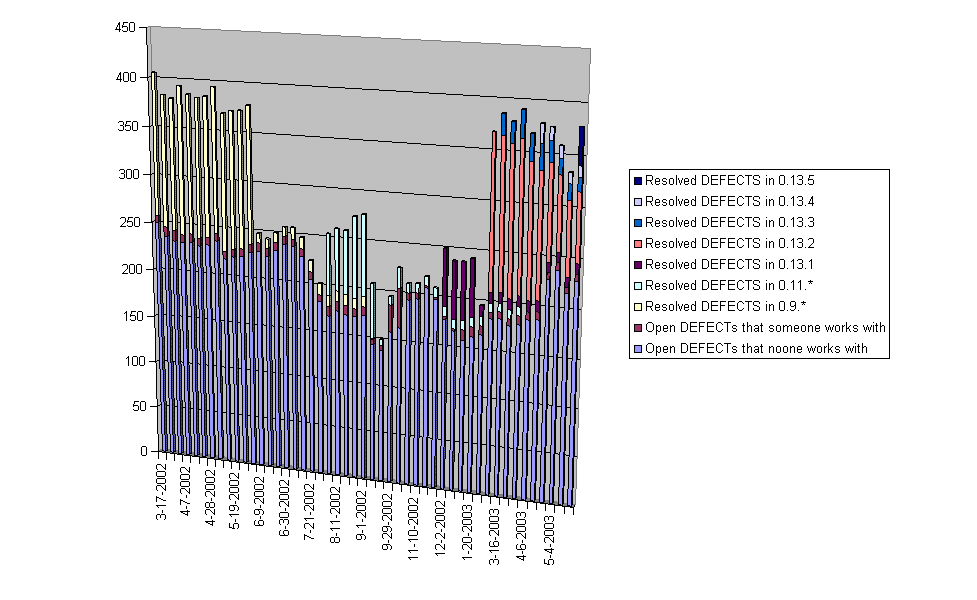 450
400
350
300
250
200
150
100
50
0
3-17-2002
4-7-2002
4-28-2002
5-19-2002
6-9-2002
6-30-2002
7-21-2002
8-11-2002
9-1-2002
9-29-2002
11-10-2002
12-2-2002
1-20-2003
3-16-2003
4-6-2003
5-4-2003
Resolved DEFECTS in 0.13.5
Resolved DEFECTS in 0.13.4
Resolved DEFECTS in 0.13.3
Resolved DEFECTS in 0.13.2
Resolved DEFECTS in 0.13.1
Resolved DEFECTS in 0.11.*
Resolved DEFECTS in 0.9.*
Open DEFECTs that someone works with
Open DEFECTs that noone works with